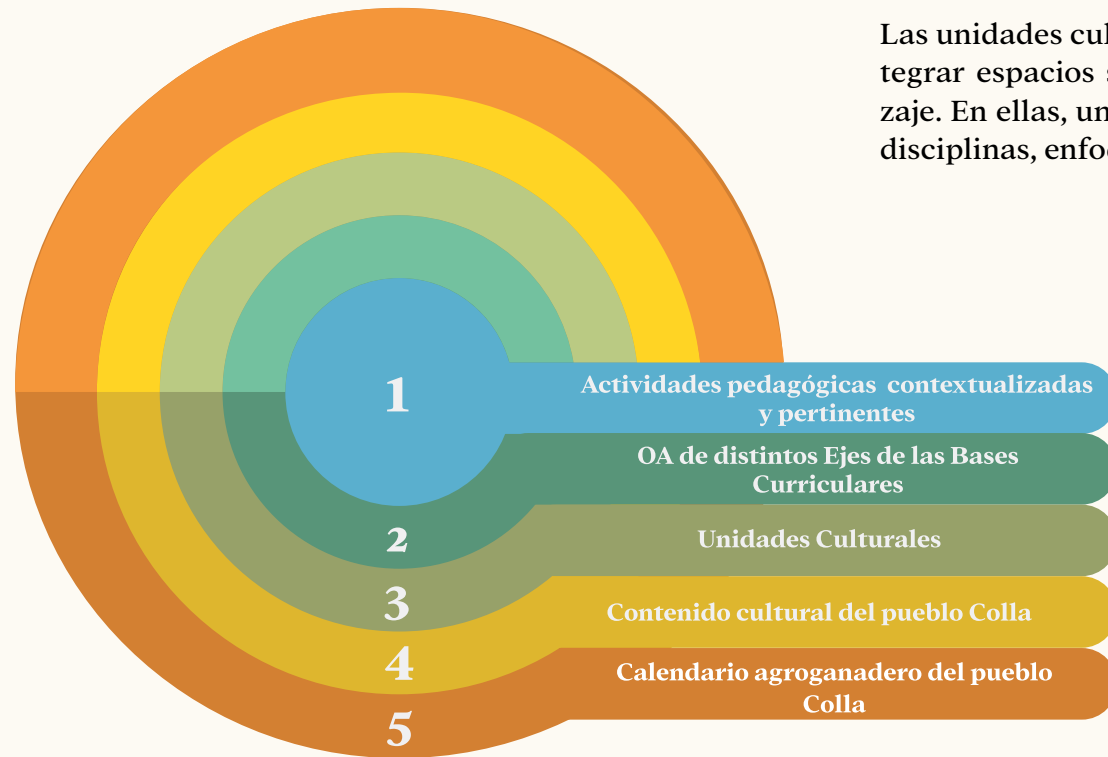 Las unidades cul
tegrar espacios
zaje. En ellas, un
disciplinas, enfo
1
Actividades pedagógicas contextualizadas
y pertinentes
OA de distintos Ejes de las Bases
Curriculares
2
Unidades Culturales
3
Contenido cultural del pueblo Colla
4
Calendario agroganadero del pueblo
Colla
5